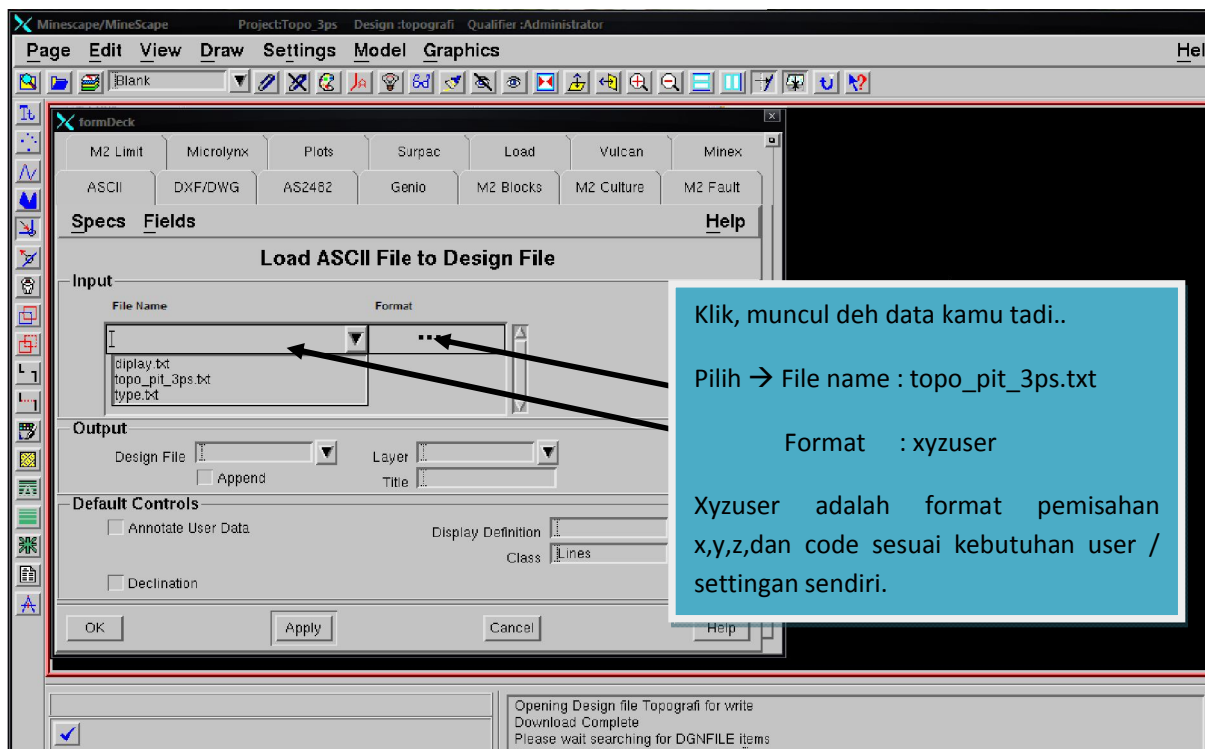 Minescape/MineScape Project:Topo_3ps Design :topografi Qualifier :Administrator
Page Edit View Draw Settings Model Graphics Hel
Blank
formDeck
M2 Limit Microlynx Plots Surpac Load Vulcan Minex
ASCII DXF/DWG AS2482 Genio M2 Blocks M2 Culture M2 Fault
Specs Fields Help
Load ASCII File to Design File
Input
File Name Format
diplay.txt
topo_pit_3ps.txt
type.txt
Output
Design File Layer
Append Title
Default Controls
Annotate User Data Display Definition
Class Lines
Declination
OK Apply Cancel Help
Klik, muncul deh data kamu tadi..
Pilih → File name : topo_pit_3ps.txt
Format : xyzuser
Xyzuser adalah format pemisahan
x,y,z,dan code sesuai kebutuhan user /
settingan sendiri.
Opening Design file Topografi for write
Download Complete
Please wait searching for DGNFILE items